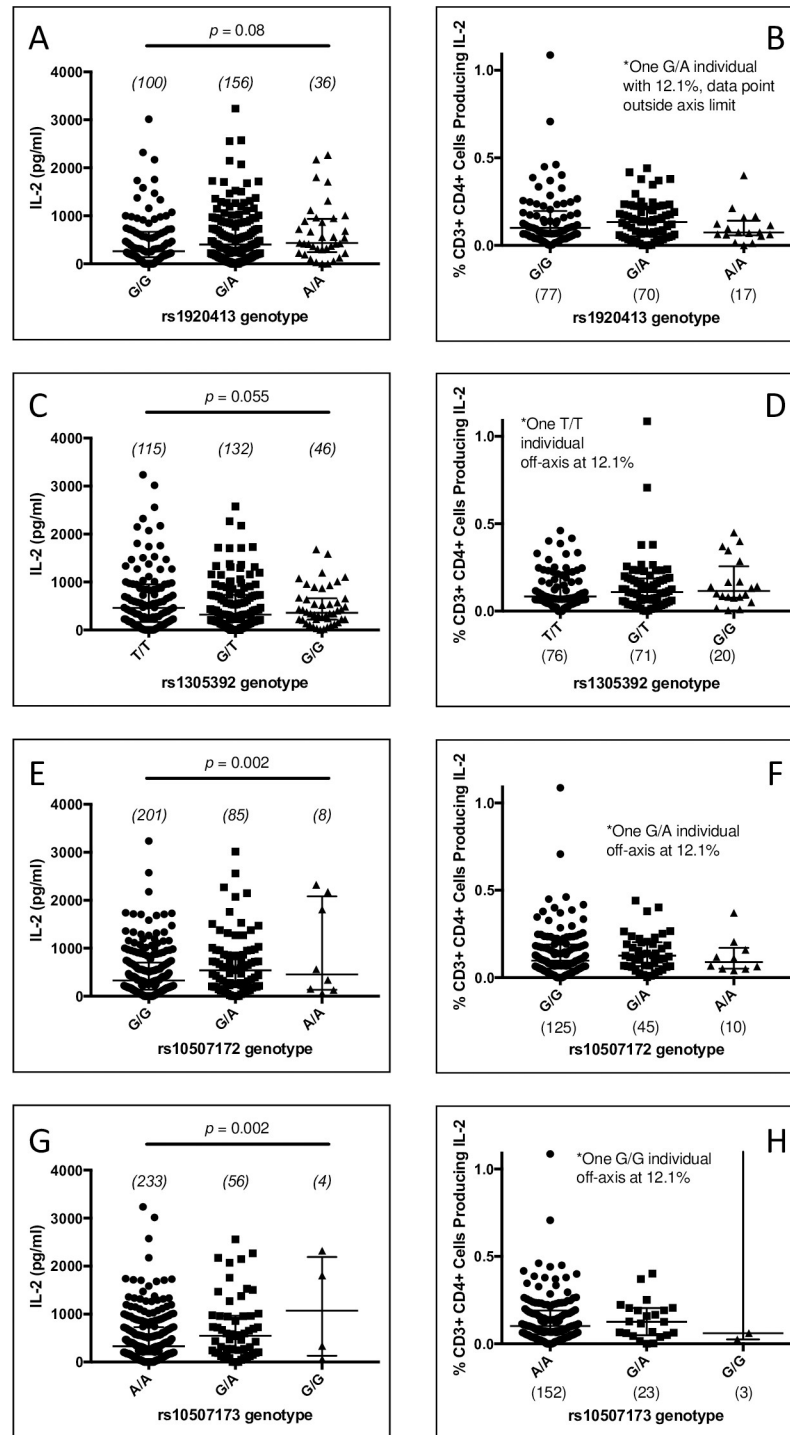 A
p = 0.08
(100) (156) (36)
4000
3000
2000
1000
0
IL-2 (pg/ml)
G/G G/A A/A
rs1920413 genotype
B
*One G/A individual
with 12.1%, data point
outside axis limit
1.0
0.5
0.0
% CD3+ CD4+ Cells Producing IL-2
G/G G/A A/A
(77) (70) (17)
rs1920413 genotype
C
p = 0.055
(115) (132) (46)
4000
3000
2000
1000
0
IL-2 (pg/ml)
T/T G/T G/G
rs1305392 genotype
D
*One T/T
individual
off-axis at 12.1%
1.0
0.5
0.0
% CD3+ CD4+ Cells Producing IL-2
T/T G/T G/G
(76) (71) (20)
rs1305392 genotype
E
p = 0.002
(201) (85) (8)
4000
3000
2000
1000
0
IL-2 (pg/ml)
G/G G/A A/A
rs10507172 genotype
F
*One G/A individual
off-axis at 12.1%
1.0
0.5
0.0
% CD3+ CD4+ Cells Producing IL-2
G/G G/A A/A
(125) (45) (10)
rs10507172 genotype
G
p = 0.002
(233) (56) (4)
4000
3000
2000
1000
0
IL-2 (pg/ml)
A/A G/A G/G
rs10507173 genotype
H
*One G/G individual
off-axis at 12.1%
1.0
0.5
0.0
% CD3+ CD4+ Cells Producing IL-2
A/A G/A G/G
(152) (23) (3)
rs10507173 genotype